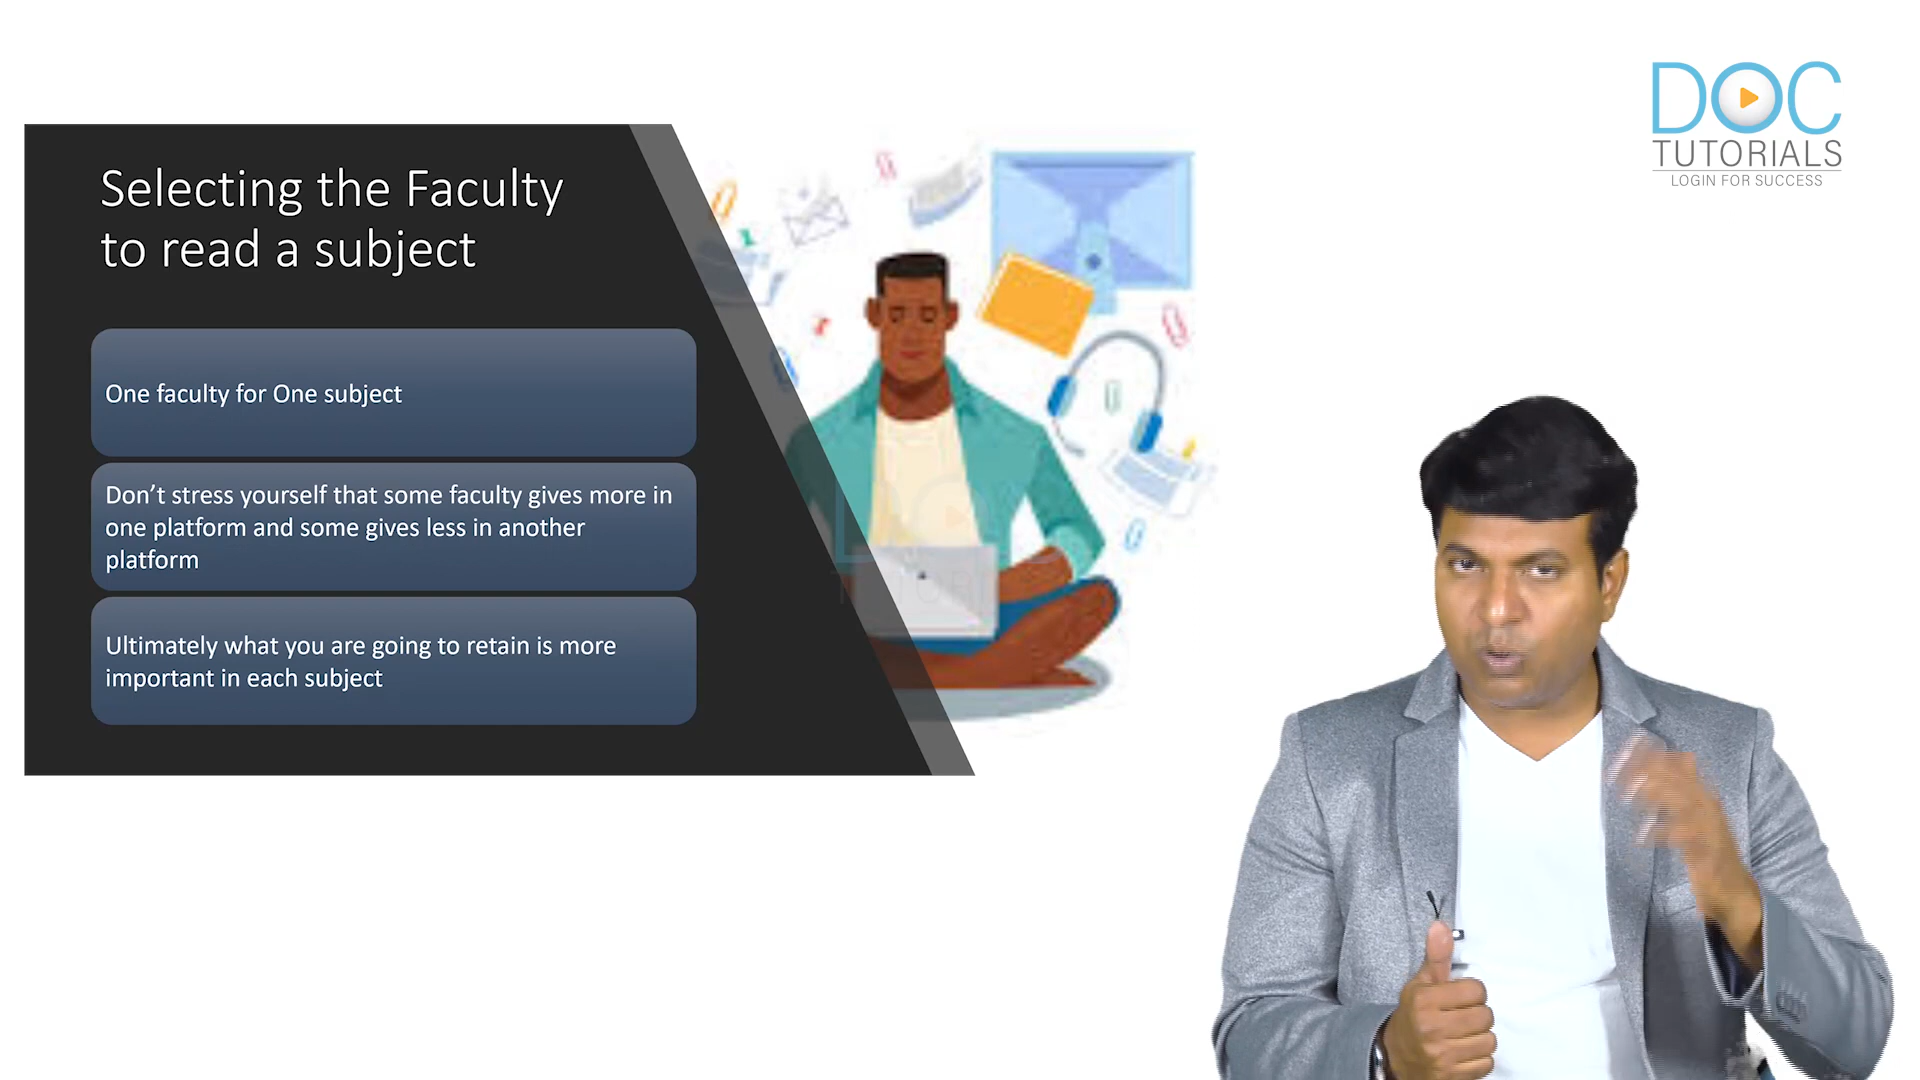 Selecting the Faculty
to read a subject
One faculty for One subject
Don’t stress yourself that some faculty gives more in
one platform and some gives less in another
platform
Ultimately what you are going to retain is more
important in each subject
DOC
TUTORIALS
LOGIN FOR SUCCESS